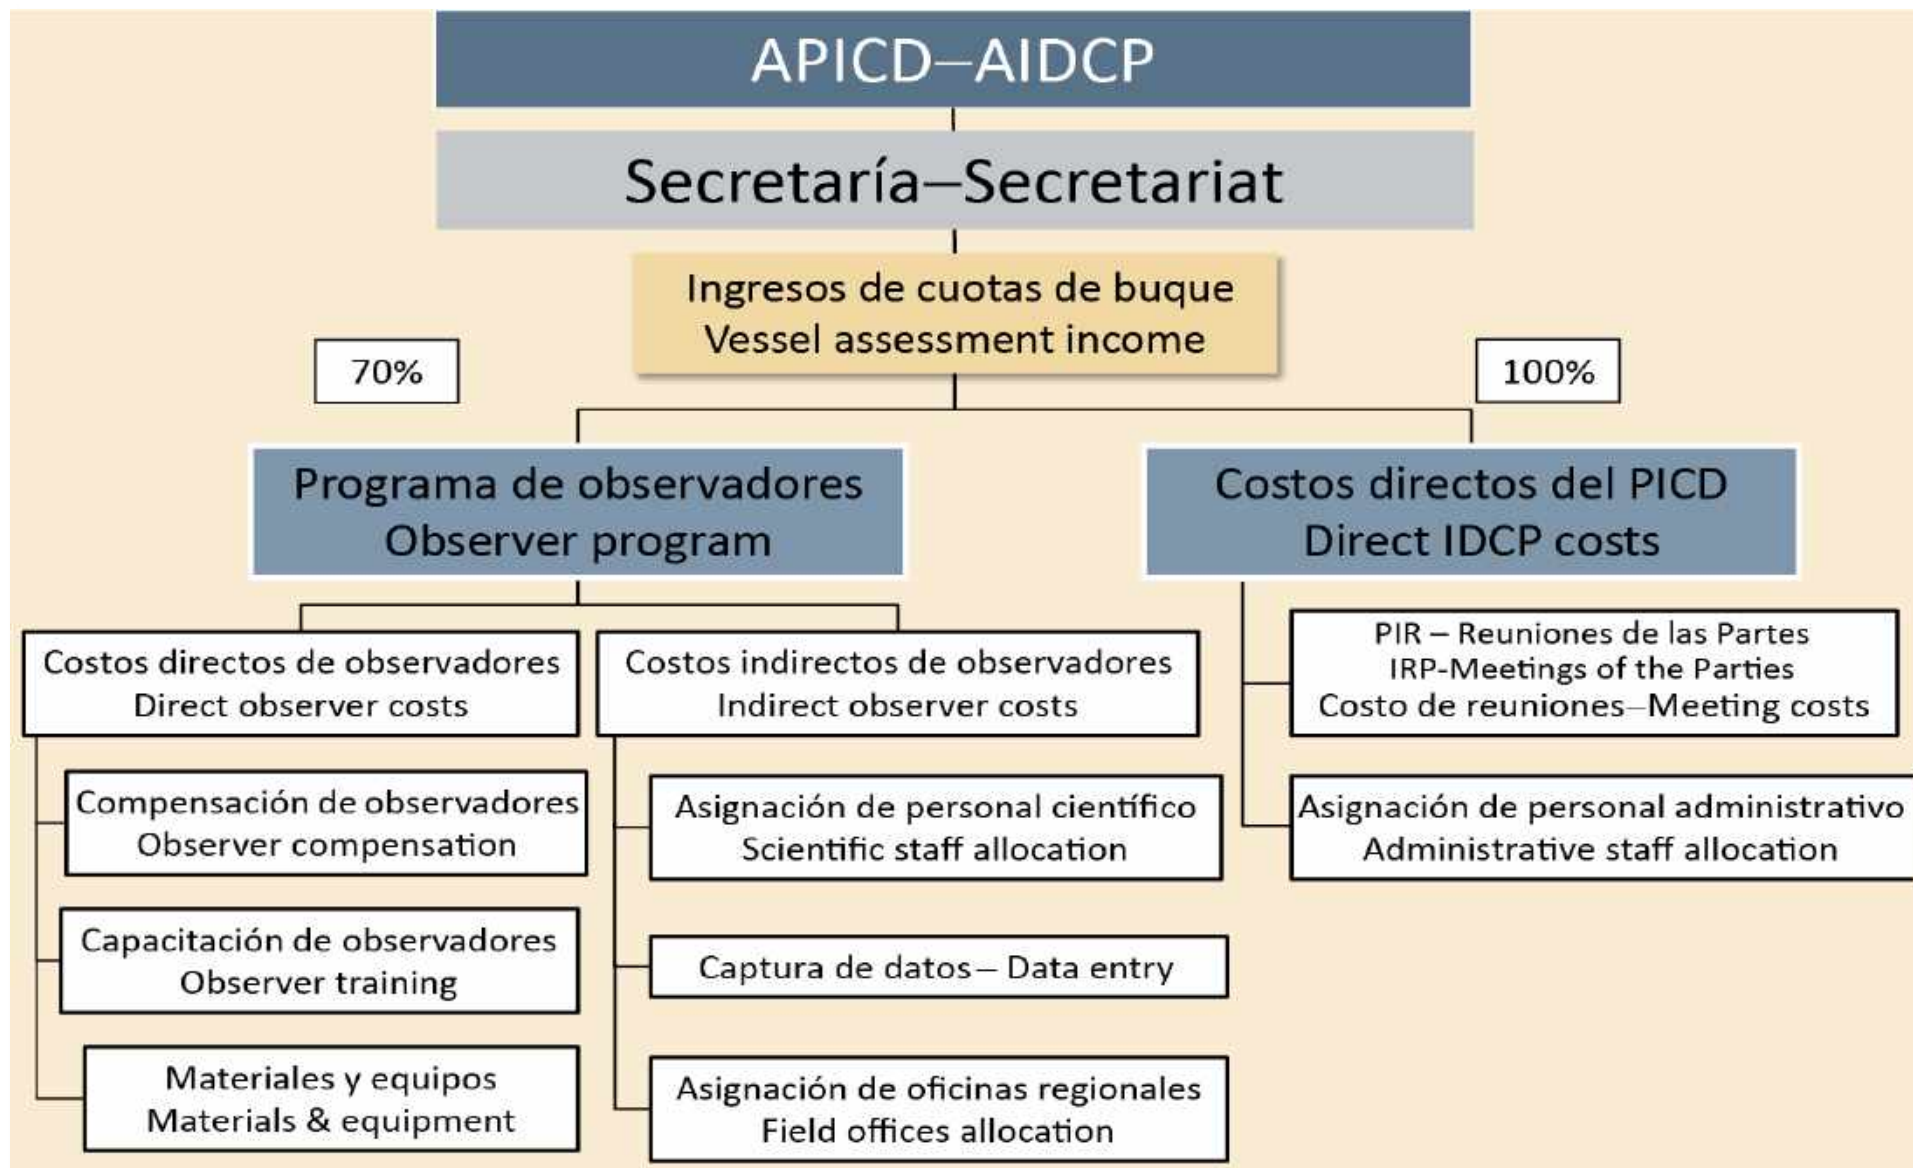 APICD–AIDCP
Secretaría–Secretariat
Ingresos de cuotas de buque
Vessel assessment income
70%
100%
Programa de observadores
Observer program
Costos directos del PICD
Direct IDCP costs
Costos directos de observadores
Direct observer costs
Costos indirectos de observadores
Indirect observer costs
PIR – Reuniones de las Partes
IRP-Meetings of the Parties
Costo de reuniones–Meeting costs
Compensación de observadores
Observer compensation
Asignación de personal científico
Scientific staff allocation
Asignación de personal administrativo
Administrative staff allocation
Capacitación de observadores
Observer training
Captura de datos – Data entry
Materiales y equipos
Materials & equipment
Asignación de oficinas regionales
Field offices allocation